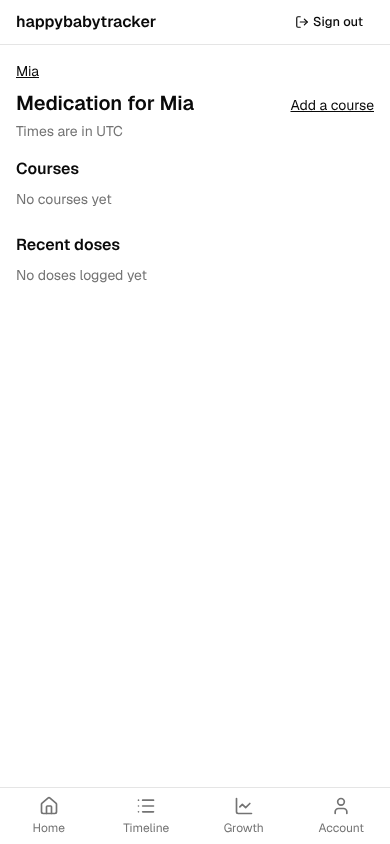 happybabytracker
Sign out
Mia
Medication for Mia
Add a course
Times are in UTC
Courses
No courses yet
Recent doses
No doses logged yet
Home
Timeline
Growth
Account